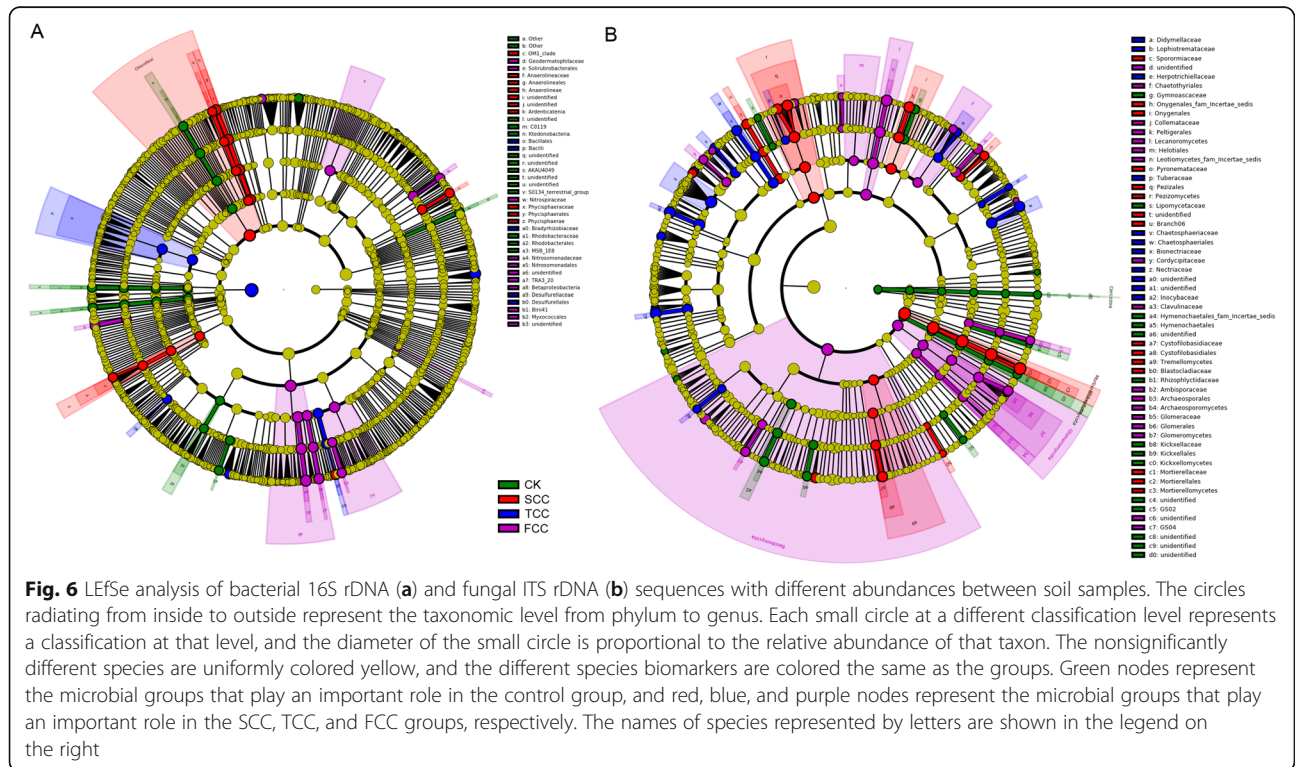 A
B
a: Other
b: Other
c: OM1_clade
d: Geodermatophilaceae
e: Solirubrobacterales
f: Anaerolineaceae
g: Anaerolineales
h: Anaerolineae
i: unidentified
j: unidentified
k: Ardenticatenia
l: unidentified
m: C0119
n: Ktedonobacteria
o: Bacillales
p: Bacilli
q: unidentified
r: unidentified
s: AKAU4049
t: unidentified
u: unidentified
v: S0134_terrestrial_group
w: Nitrospiraceae
x: Phycisphaeraceae
y: Phycisphaerales
z: Phycisphaerae
a0: Bradyrhizobiaceae
a1: Rhodobacteraceae
a2: Rhodobacterales
a3: MSB_1E8
a4: Nitrosomonadaceae
a5: Nitrosomonadales
a6: unidentified
a7: TRA3_20
a8: Betaproteobacteria
a9: Desulfurellaceae
b0: Desulfurellales
b1: BIri41
b2: Myxococcales
b3: unidentified
CK
SCC
TCC
FCC
Chloroflexi
Cercozoa
Glomeromycota
Basidiomycota
a: Didymellaceae
b: Lophiotremataceae
c: Sporormiaceae
d: unidentified
e: Herpotrichiellaceae
f: Chaetothyriales
g: Gymnoascaceae
h: Onygenales_fam_Incertae_sedis
i: Onygenales
j: Collemataceae
k: Peltigerales
l: Lecanoromycetes
m: Helotiales
n: Leotiomycetes_fam_Incertae_sedis
o: Pyronemataceae
p: Tuberaceae
q: Pezizales
r: Pezizomycetes
s: Lipomycetaceae
t: unidentified
u: Branch06
v: Chaetosphaeriaceae
w: Chaetosphaeriales
x: Bionectriaceae
y: Cordycipitaceae
z: Nectriaceae
a0: unidentified
a1: unidentified
a2: Inocybaceae
a3: Clavulinaceae
a4: Hymenochaetales_fam_Incertae_sedis
a5: Hymenochaetales
a6: unidentified
a7: Cystofilobasidiaceae
a8: Cystofilobasidiales
a9: Tremellomycetes
b0: Blastocladiaceae
b1: Rhizophlyctidaceae
b2: Ambisporaceae
b3: Archaeosporales
b4: Archaeosporomycetes
b5: Glomeraceae
b6: Glomerales
b7: Glomeromycetes
b8: Kickxellaceae
b9: Kickxellales
c0: Kickxellomycetes
c1: Mortierellaceae
c2: Mortierellales
c3: Mortierellomycetes
c4: unidentified
c5: GS02
c6: unidentified
c7: GS04
c8: unidentified
c9: unidentified
d0: unidentified
Fig. 6 LEfSe analysis of bacterial 16S rDNA (a) and fungal ITS rDNA (b) sequences with different abundances between soil samples. The circles
radiating from inside to outside represent the taxonomic level from phylum to genus. Each small circle at a different classification level represents
a classification at that level, and the diameter of the small circle is proportional to the relative abundance of that taxon. The nonsignificantly
different species are uniformly colored yellow, and the different species biomarkers are colored the same as the groups. Green nodes represent
the microbial groups that play an important role in the control group, and red, blue, and purple nodes represent the microbial groups that play
an important role in the SCC, TCC, and FCC groups, respectively. The names of species represented by letters are shown in the legend on
the right